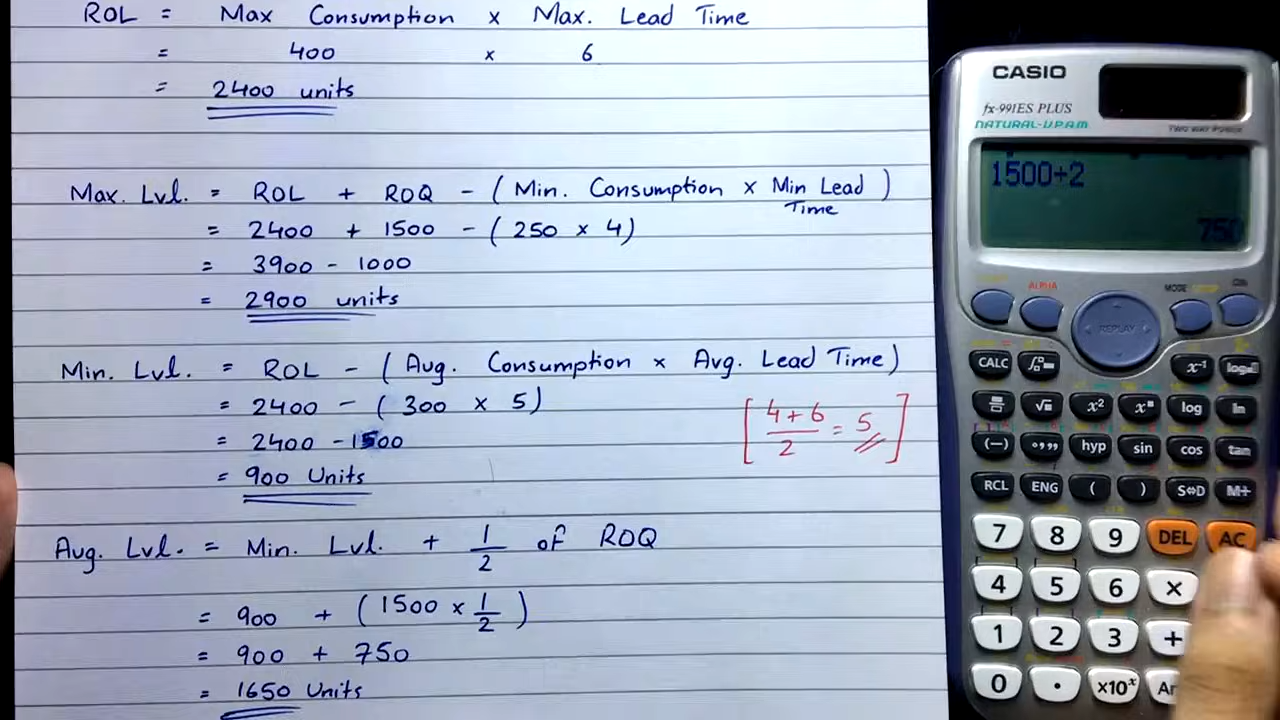 ROL = Max Consumption x Max. Lead Time
= 400 x 6
= 2400 units
Max. Lvl. = ROL + ROQ - ( Min. Consumption x Min Lead Time )
= 2400 + 1500 - ( 250 x 4)
= 3900 - 1000
= 2900 units
Min. Lvl. = ROL - ( Avg. Consumption x Avg. Lead Time)
= 2400 - ( 300 x 5)
[ 4+6/2 = 5 ]
= 2400 - 1500
= 900 Units
Avg. Lvl. = Min. Lvl. + 1/2 of ROQ
= 900 + ( 1500 x 1/2 )
= 900 + 750
= 1650 Units
CASIO
fx-991ES PLUS
NATURAL-V.P.A.M.
TWO WAY POWER
1500÷2
750
ALPHA MODE ON
REPLAY
CALC x⁻¹
√ x² log ln
(−) hyp sin cos tan
RCL ENG ( ) S⇔D M+
7 8 9 DEL AC
4 5 6 ×
1 2 3 +
0 . ×10ˣ